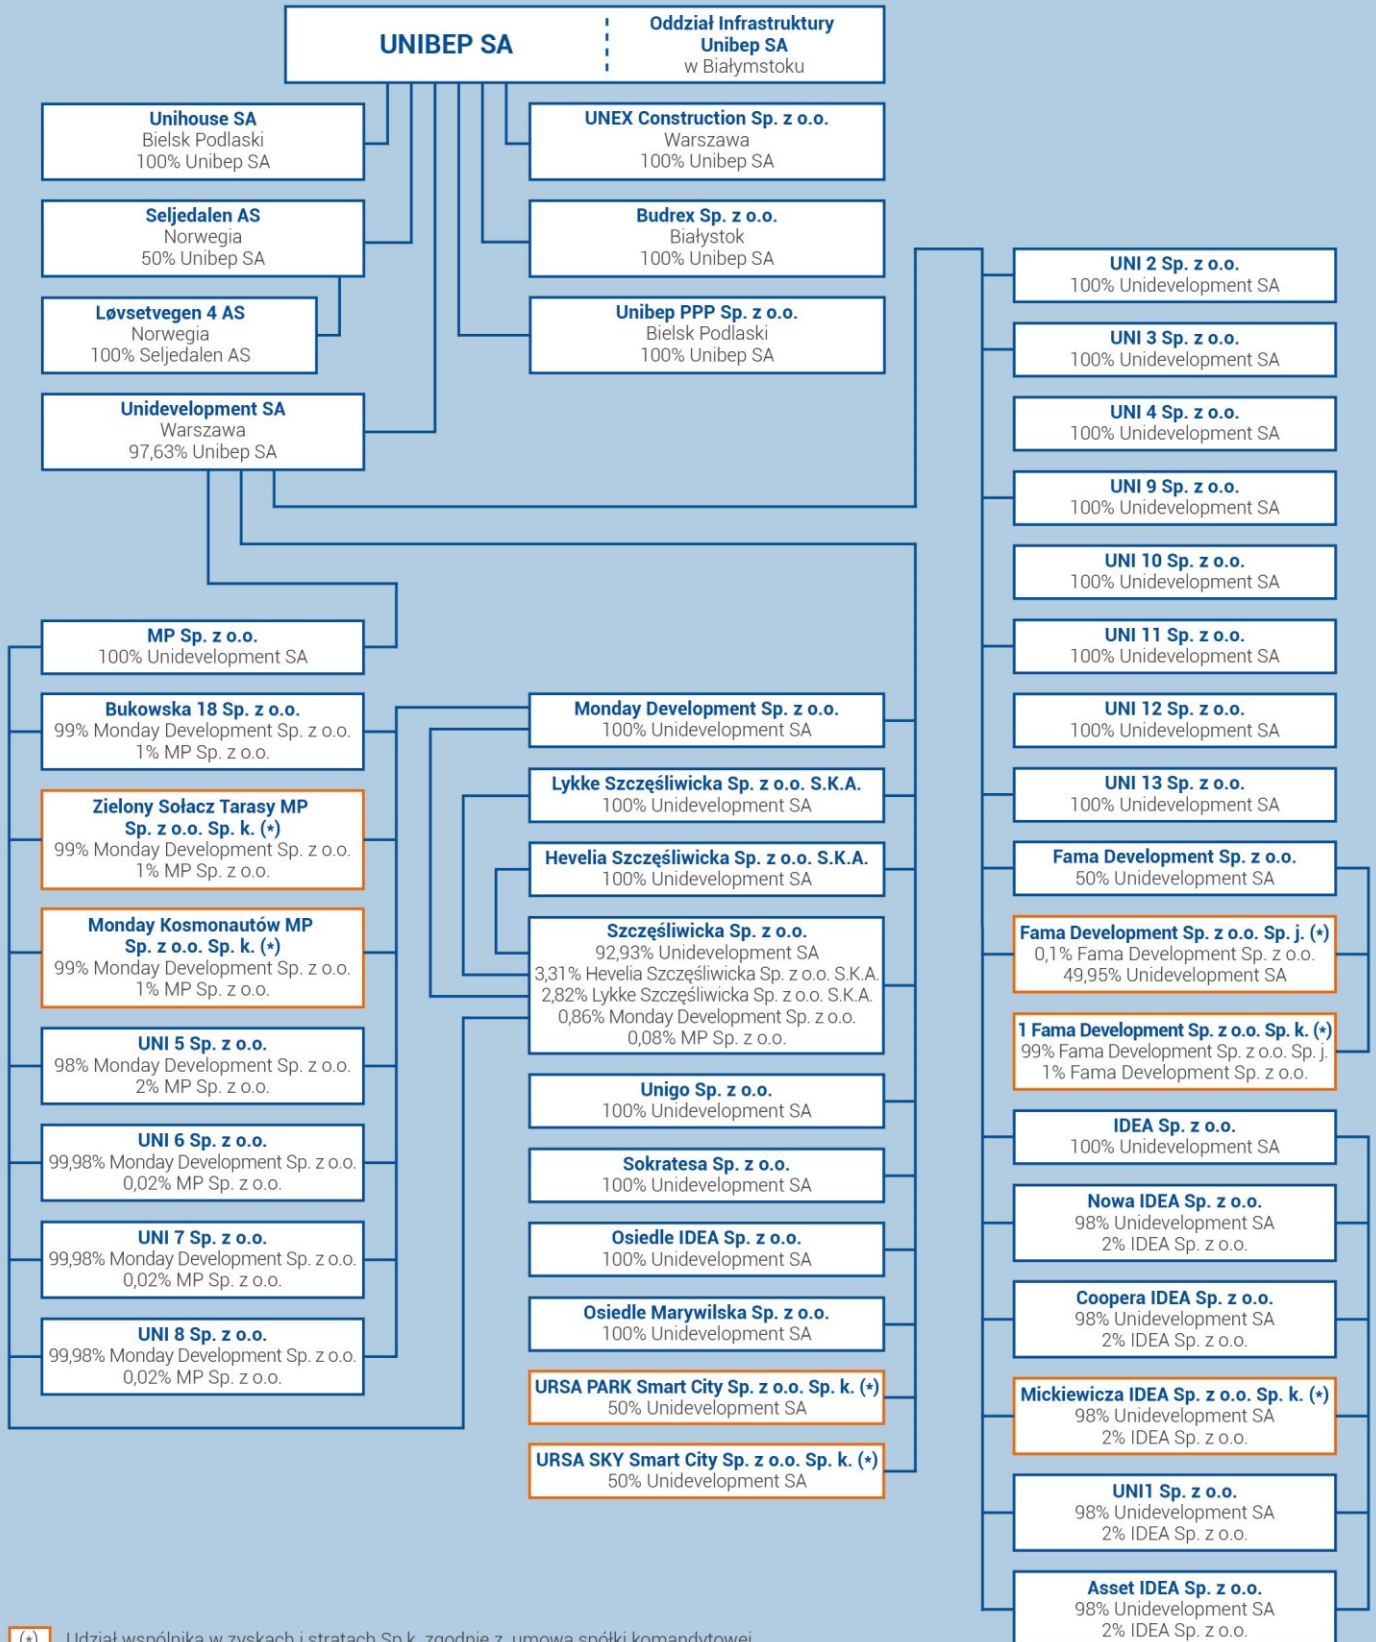 UNIBEP SA
Oddział Infrastruktury
Unibep SA
w Białymstoku
Unihouse SA
Bielsk Podlaski
100% Unibep SA
UNEX Construction Sp. z o.o.
Warszawa
100% Unibep SA
Seljedalen AS
Norwegia
50% Unibep SA
Budrex Sp. z o.o.
Białystok
100% Unibep SA
Løvsetvegen 4 AS
Norwegia
100% Seljedalen AS
Unibep PPP Sp. z o.o.
Bielsk Podlaski
100% Unibep SA
Unidevelopment SA
Warszawa
97,63% Unibep SA
MP Sp. z o.o.
100% Unidevelopment SA
Bukowska 18 Sp. z o.o.
99% Monday Development Sp. z o.o.
1% MP Sp. z o.o.
Zielony Sołacz Tarasy MP
Sp. z o.o. Sp. k. (*)
99% Monday Development Sp. z o.o.
1% MP Sp. z o.o.
Monday Kosmonautów MP
Sp. z o.o. Sp. k. (*)
99% Monday Development Sp. z o.o.
1% MP Sp. z o.o.
UNI 5 Sp. z o.o.
98% Monday Development Sp. z o.o.
2% MP Sp. z o.o.
UNI 6 Sp. z o.o.
99,98% Monday Development Sp. z o.o.
0,02% MP Sp. z o.o.
UNI 7 Sp. z o.o.
99,98% Monday Development Sp. z o.o.
0,02% MP Sp. z o.o.
UNI 8 Sp. z o.o.
99,98% Monday Development Sp. z o.o.
0,02% MP Sp. z o.o.
Monday Development Sp. z o.o.
100% Unidevelopment SA
Lykke Szczęśliwicka Sp. z o.o. S.K.A.
100% Unidevelopment SA
Hevelia Szczęśliwicka Sp. z o.o. S.K.A.
100% Unidevelopment SA
Szczęśliwicka Sp. z o.o.
92,93% Unidevelopment SA
3,31% Hevelia Szczęśliwicka Sp. z o.o. S.K.A.
2,82% Lykke Szczęśliwicka Sp. z o.o. S.K.A.
0,86% Monday Development Sp. z o.o.
0,08% MP Sp. z o.o.
Unigo Sp. z o.o.
100% Unidevelopment SA
Sokratesa Sp. z o.o.
100% Unidevelopment SA
Osiedle IDEA Sp. z o.o.
100% Unidevelopment SA
Osiedle Marywilska Sp. z o.o.
100% Unidevelopment SA
URSA PARK Smart City Sp. z o.o. Sp. k. (*)
50% Unidevelopment SA
URSA SKY Smart City Sp. z o.o. Sp. k. (*)
50% Unidevelopment SA
UNI 2 Sp. z o.o.
100% Unidevelopment SA
UNI 3 Sp. z o.o.
100% Unidevelopment SA
UNI 4 Sp. z o.o.
100% Unidevelopment SA
UNI 9 Sp. z o.o.
100% Unidevelopment SA
UNI 10 Sp. z o.o.
100% Unidevelopment SA
UNI 11 Sp. z o.o.
100% Unidevelopment SA
UNI 12 Sp. z o.o.
100% Unidevelopment SA
UNI 13 Sp. z o.o.
100% Unidevelopment SA
Fama Development Sp. z o.o.
50% Unidevelopment SA
Fama Development Sp. z o.o. Sp. j. (*)
0,1% Fama Development Sp. z o.o.
49,95% Unidevelopment SA
1 Fama Development Sp. z o.o. Sp. k. (*)
99% Fama Development Sp. z o.o. Sp. j.
1% Fama Development Sp. z o.o.
IDEA Sp. z o.o.
100% Unidevelopment SA
Nowa IDEA Sp. z o.o.
98% Unidevelopment SA
2% IDEA Sp. z o.o.
Coopera IDEA Sp. z o.o.
98% Unidevelopment SA
2% IDEA Sp. z o.o.
Mickiewicza IDEA Sp. z o.o. Sp. k. (*)
98% Unidevelopment SA
2% IDEA Sp. z o.o.
UNI1 Sp. z o.o.
98% Unidevelopment SA
2% IDEA Sp. z o.o.
Asset IDEA Sp. z o.o.
98% Unidevelopment SA
2% IDEA Sp. z o.o.
(*) Udział wspólnika w zyskach i stratach Sp.k. zgodnie z umową spółki komandytowej